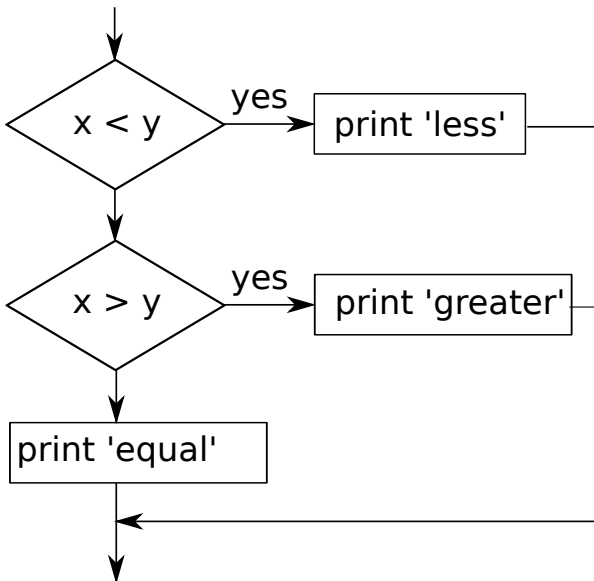 x < y
yes
print 'less'
x > y
yes
print 'greater'
print 'equal'